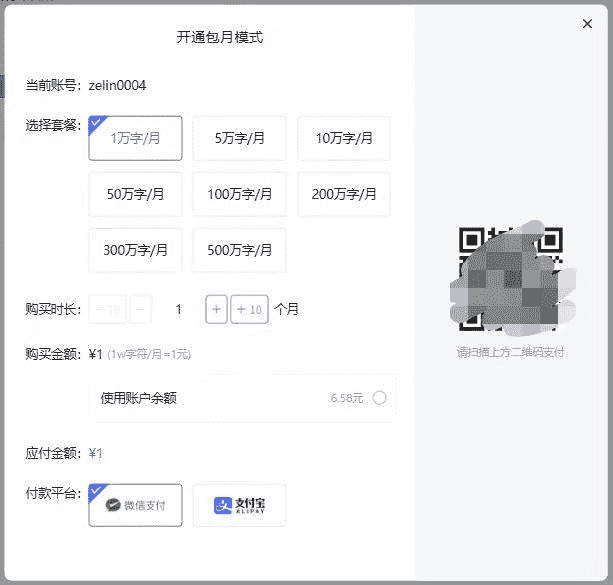 开通包月模式
当前账号：zelin0004
选择套餐：
1万字/月 5万字/月 10万字/月
50万字/月 100万字/月 200万字/月
300万字/月 500万字/月
购买时长： － 10 － 1 ＋ ＋ 10 个月
购买金额：¥1 (1w字符/月=1元)
使用账户余额 6.58元
应付金额：¥1
付款平台： 微信支付 支付宝
ALIPAY
请扫描上方二维码支付